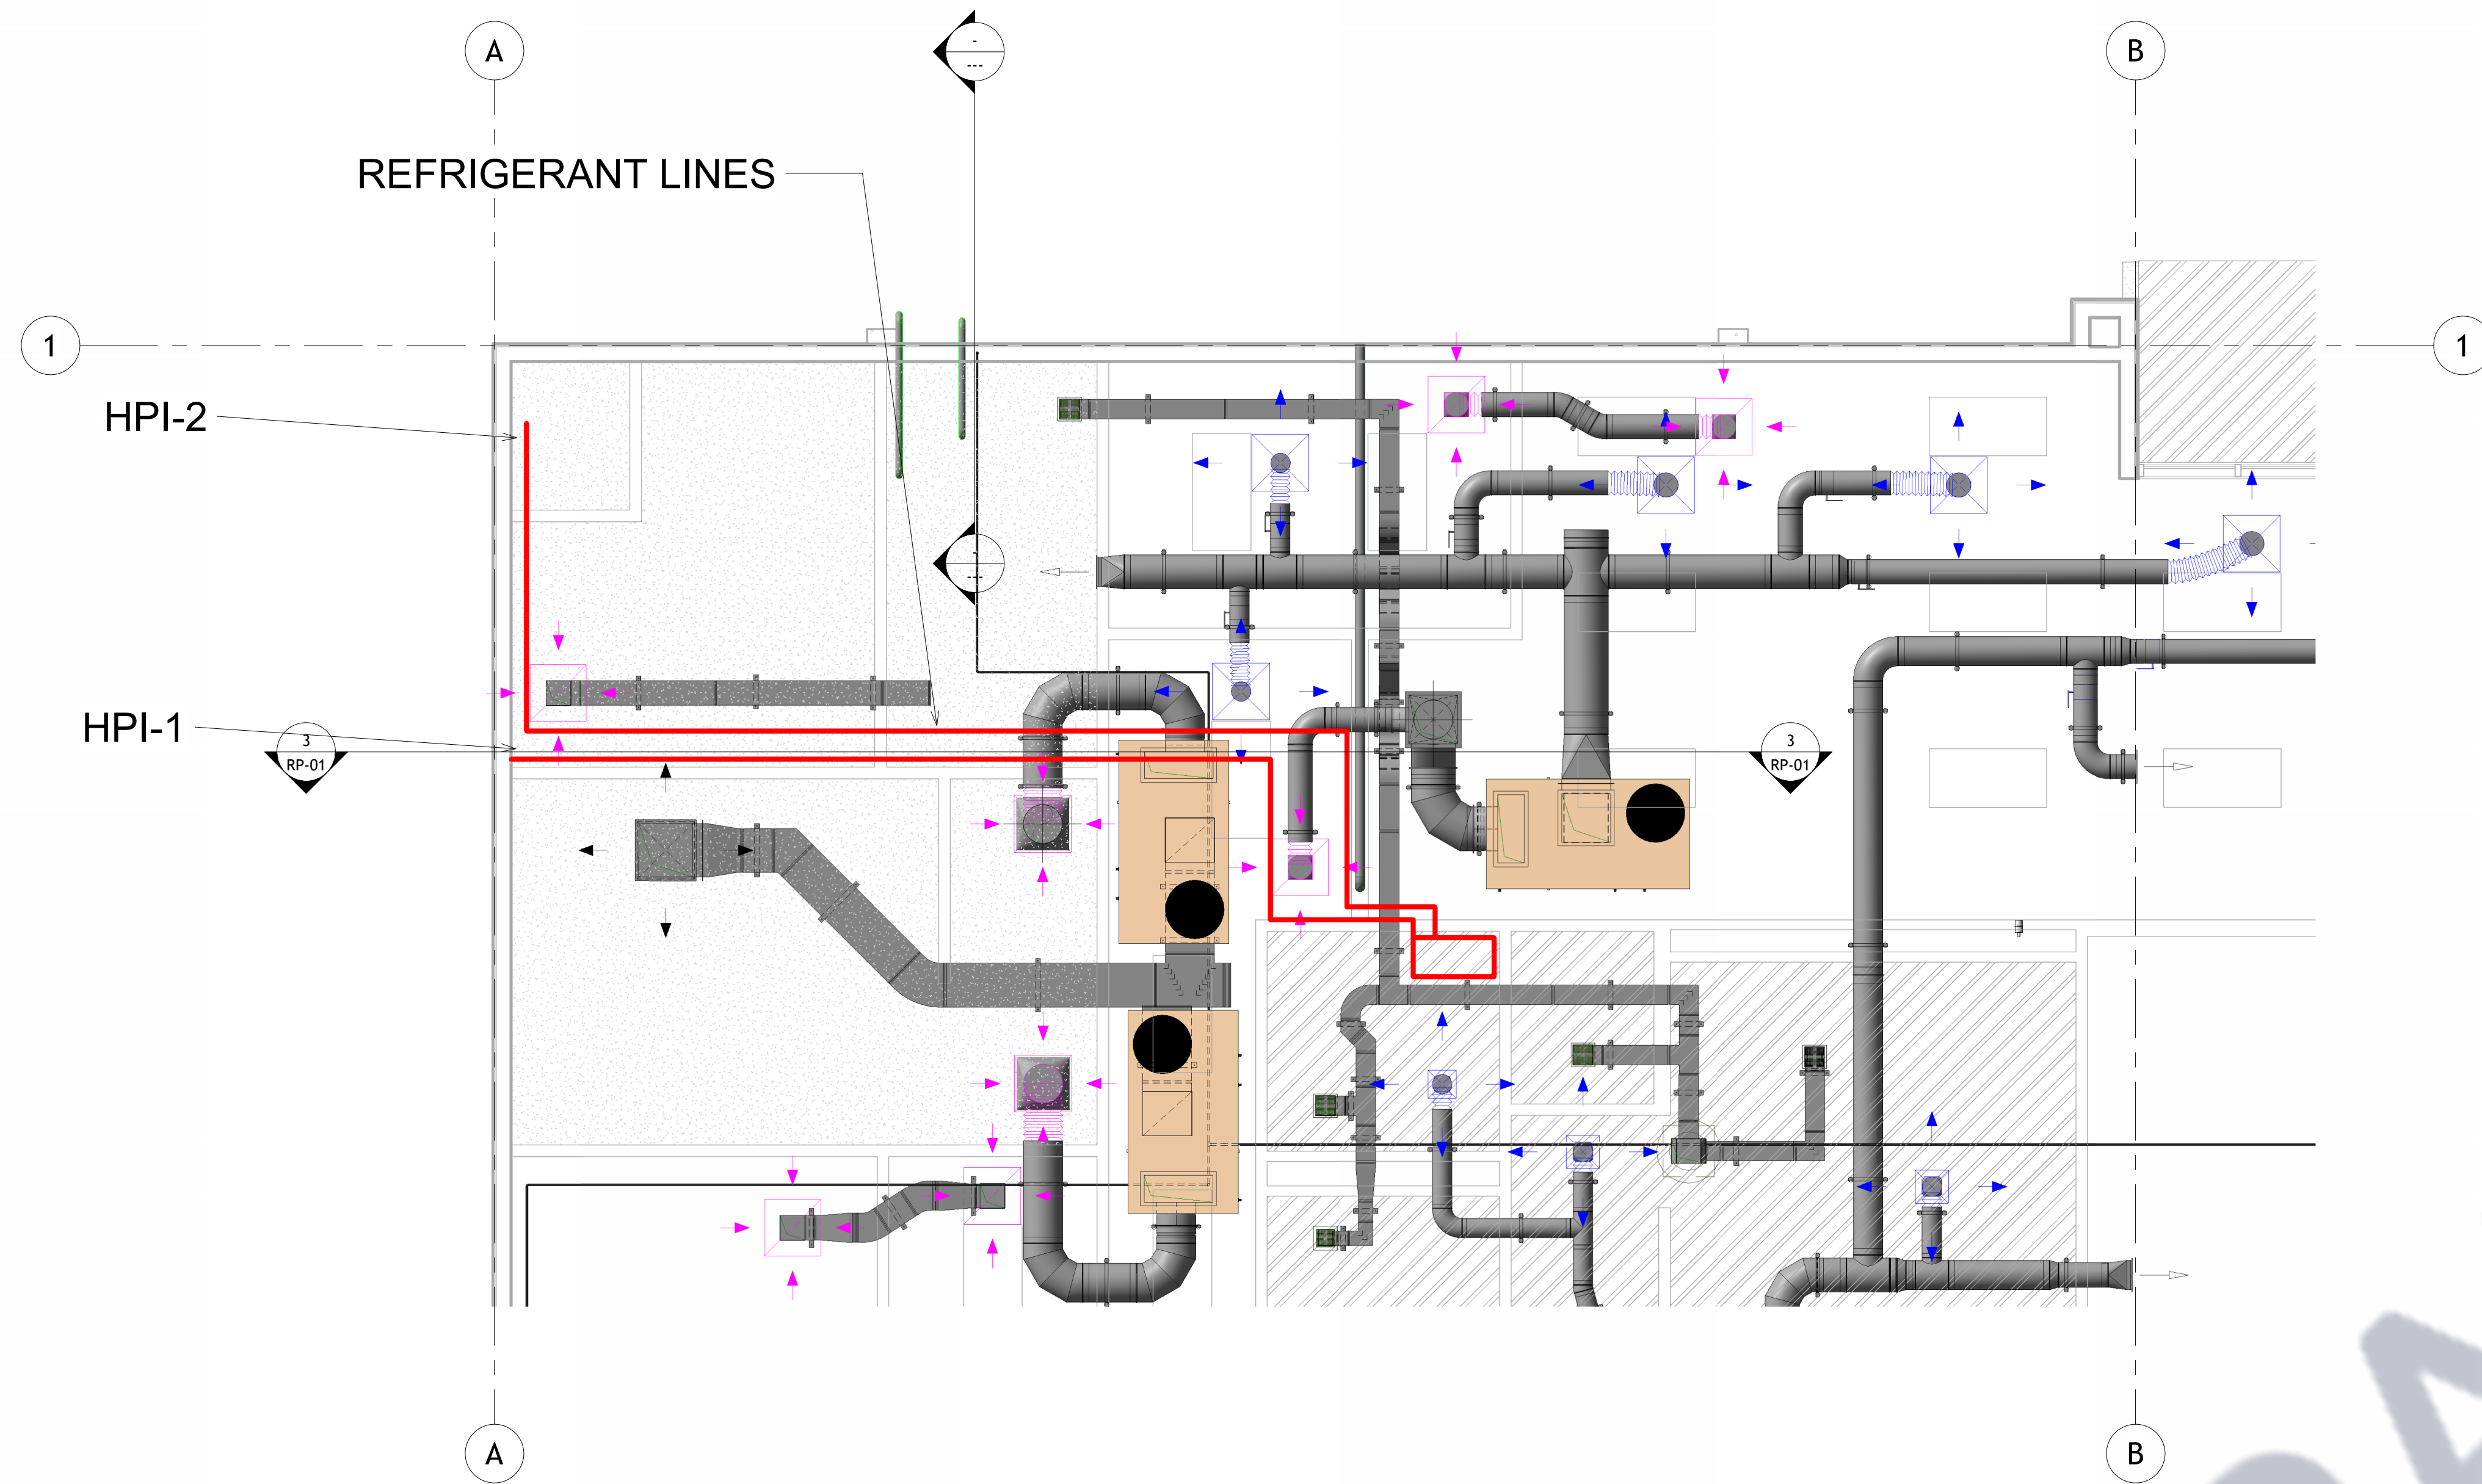 A
-
---
B
REFRIGERANT LINES
1
1
HPI-2
---
HPI-1
3
RP-01
3
RP-01
A
B